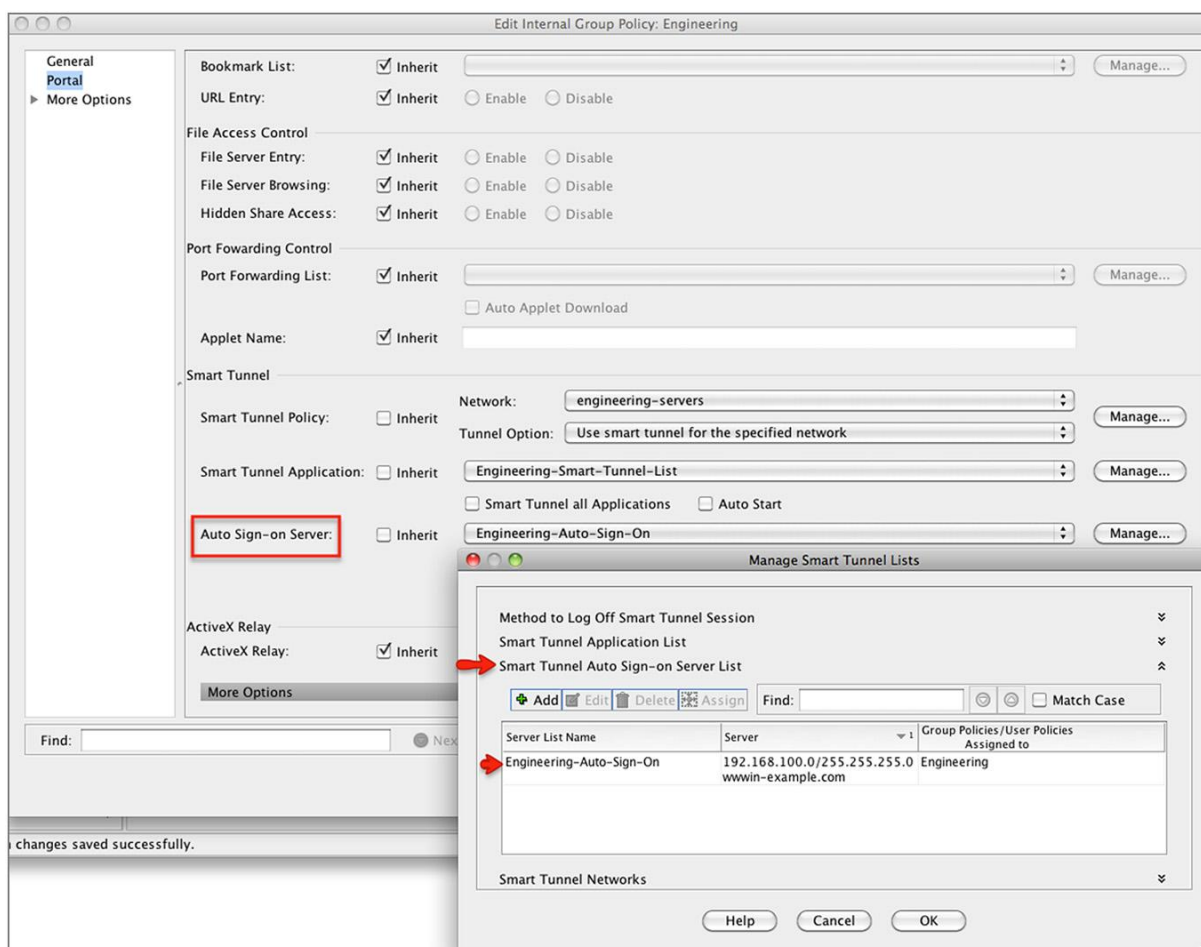 Edit Internal Group Policy: Engineering
General
Portal
More Options
Bookmark List: Inherit Manage...
URL Entry: Inherit Enable Disable
File Access Control
File Server Entry: Inherit Enable Disable
File Server Browsing: Inherit Enable Disable
Hidden Share Access: Inherit Enable Disable
Port Fowarding Control
Port Forwarding List: Inherit Manage...
Auto Applet Download
Applet Name: Inherit
Smart Tunnel
Smart Tunnel Policy: Inherit Network: engineering-servers Manage...
Tunnel Option: Use smart tunnel for the specified network
Smart Tunnel Application: Inherit Engineering-Smart-Tunnel-List Manage...
Smart Tunnel all Applications Auto Start
Auto Sign-on Server: Inherit Engineering-Auto-Sign-On Manage...
ActiveX Relay
ActiveX Relay: Inherit
More Options
Find:
changes saved successfully.
Manage Smart Tunnel Lists
Method to Log Off Smart Tunnel Session
Smart Tunnel Application List
Smart Tunnel Auto Sign-on Server List
Add Edit Delete Assign Find: Match Case
Server List Name Server 1 Group Policies/User Policies
Assigned to
Engineering-Auto-Sign-On 192.168.100.0/255.255.255.0 Engineering
wwwin-example.com
Smart Tunnel Networks
Help Cancel OK